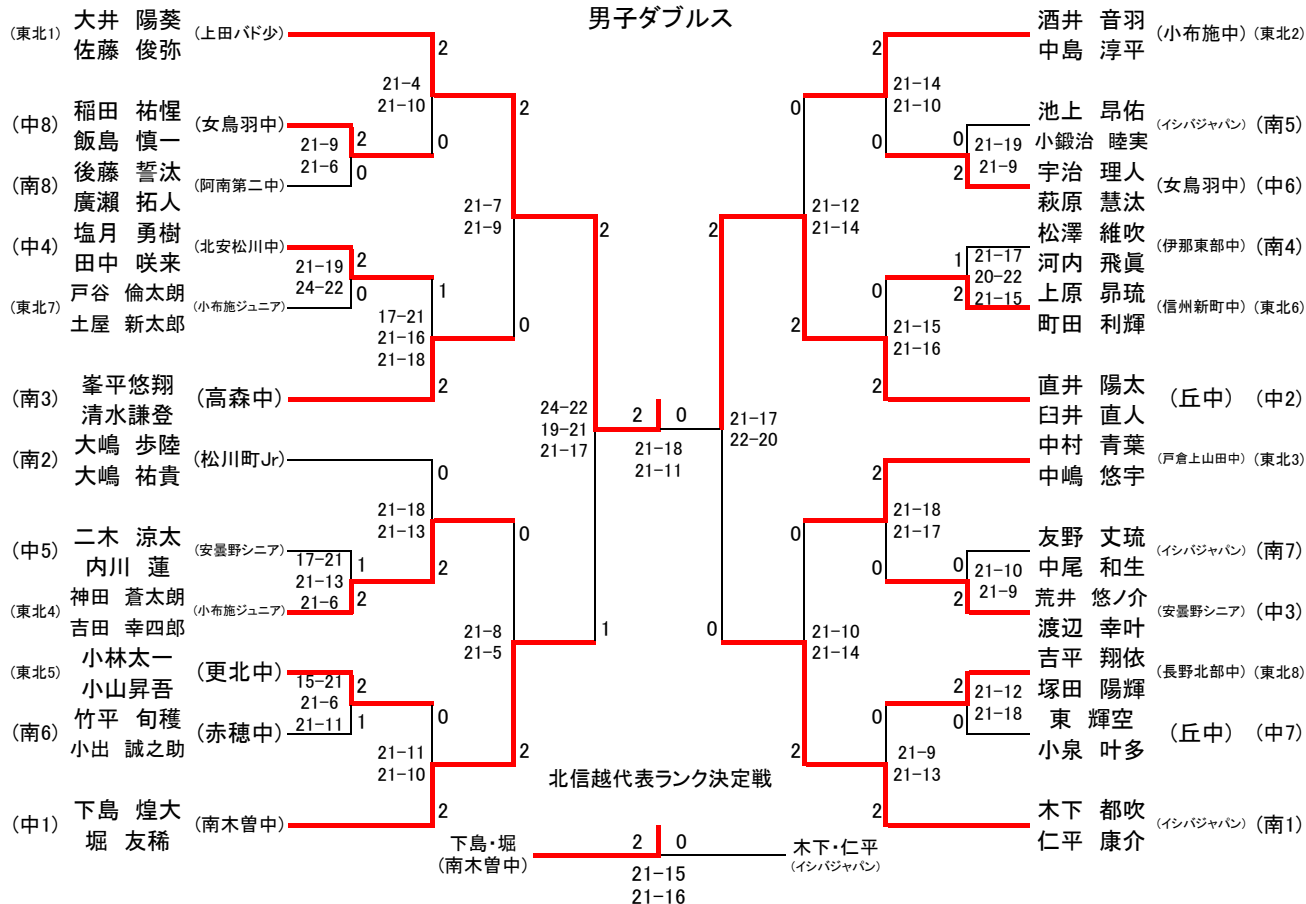 男子ダブルス
(東北1) 大井 陽葵 (上田バド少)
佐藤 俊弥
2
21-4
21-10
(中8) 稲田 祐惺 (女鳥羽中)
飯島 慎一
2
0
21-9
21-6
0
(南8) 後藤 誓汰 (阿南第二中)
廣瀬 拓人
2
21-7
21-9
(中4) 塩月 勇樹 (北安松川中)
田中 咲来
2
21-19
24-22
0
(東北7) 戸谷 倫太朗 (小布施ジュニア)
土屋 新太郎
1
17-21
21-16
21-18
0
(南3) 峯平悠翔 (高森中)
清水謙登
2
2
24-22
19-21
21-17
(南2) 大嶋 歩陸 (松川町Jr)
大嶋 祐貴
0
21-18
21-13
(中5) 二木 涼太 (安曇野シニア)
内川 蓮
17-21
21-13
21-6
1
2
2
(東北4) 神田 蒼太朗 (小布施ジュニア)
吉田 幸四郎
0
21-8
21-5
1
(東北5) 小林太一 (更北中)
小山昇吾
15-21
21-6
21-11
2
1
(南6) 竹平 旬穫 (赤穂中)
小出 誠之助
0
21-11
21-10
2
(中1) 下島 煌大 (南木曽中)
堀 友稀
2
2 0
21-18
21-11
酒井 音羽 (小布施中) (東北2)
中島 淳平
2
21-14
21-10
0
池上 昂佑 (イシバジャパン) (南5)
小鍛治 睦実
0
21-19
21-9
0
2
宇治 理人 (女鳥羽中) (中6)
萩原 慧汰
2
21-12
21-14
松澤 維吹 (伊那東部中) (南4)
河内 飛眞
1
21-17
20-22
21-15
2
上原 昴琉 (信州新町中) (東北6)
町田 利輝
0
21-15
21-16
2
直井 陽太 (丘中) (中2)
臼井 直人
2
21-17
22-20
中村 青葉 (戸倉上山田中) (東北3)
中嶋 悠宇
2
21-18
21-17
0
友野 丈琉 (イシバジャパン) (南7)
中尾 和生
0
21-10
21-9
0
2
荒井 悠ノ介 (安曇野シニア) (中3)
渡辺 幸叶
0
21-10
21-14
吉平 翔依 (長野北部中) (東北8)
塚田 陽輝
2
21-12
21-18
0
東 輝空 (丘中) (中7)
小泉 叶多
0
21-9
21-13
2
2
木下 都吹 (イシバジャパン) (南1)
仁平 康介
北信越代表ランク決定戦
下島・堀
(南木曽中)
2 0
21-15
21-16
木下・仁平
(イシバジャパン)